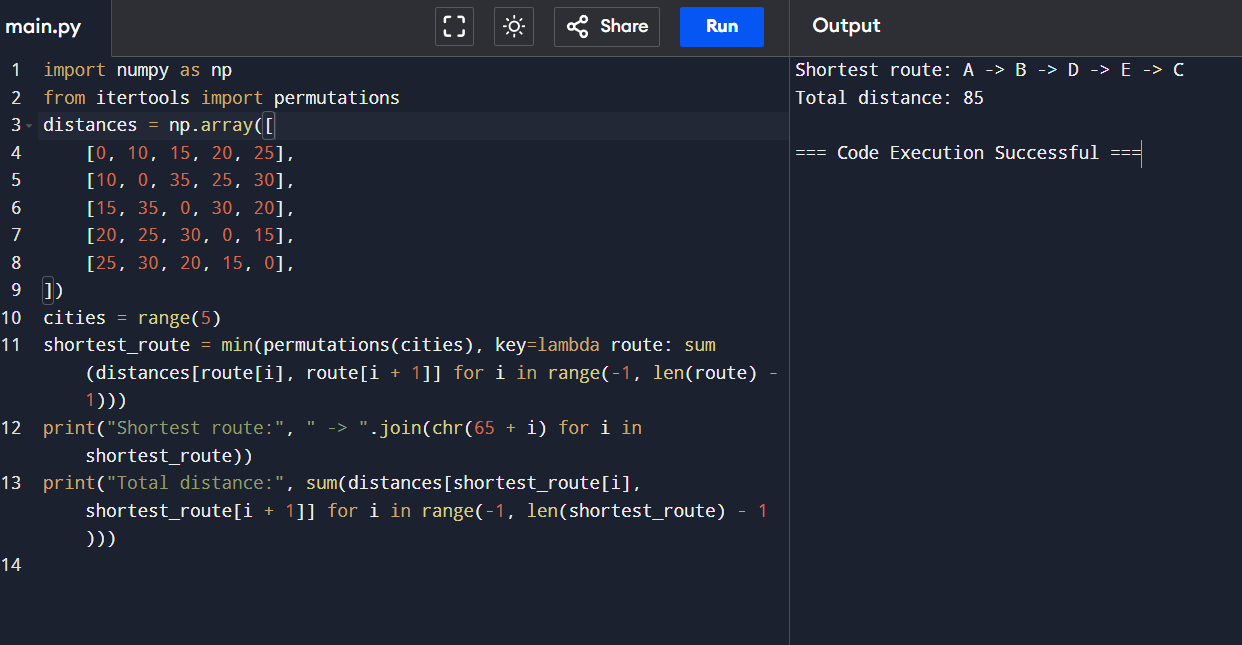 main.py
Share
Run
Output
1 import numpy as np
2 from itertools import permutations
3 distances = np.array([
4     [0, 10, 15, 20, 25],
5     [10, 0, 35, 25, 30],
6     [15, 35, 0, 30, 20],
7     [20, 25, 30, 0, 15],
8     [25, 30, 20, 15, 0],
9 ])
10 cities = range(5)
11 shortest_route = min(permutations(cities), key=lambda route: sum
    (distances[route[i], route[i + 1]] for i in range(-1, len(route) -
    1)))
12 print("Shortest route:", " -> ".join(chr(65 + i) for i in
    shortest_route))
13 print("Total distance:", sum(distances[shortest_route[i],
    shortest_route[i + 1]] for i in range(-1, len(shortest_route) - 1
    )))
14
Shortest route: A -> B -> D -> E -> C
Total distance: 85
=== Code Execution Successful ===